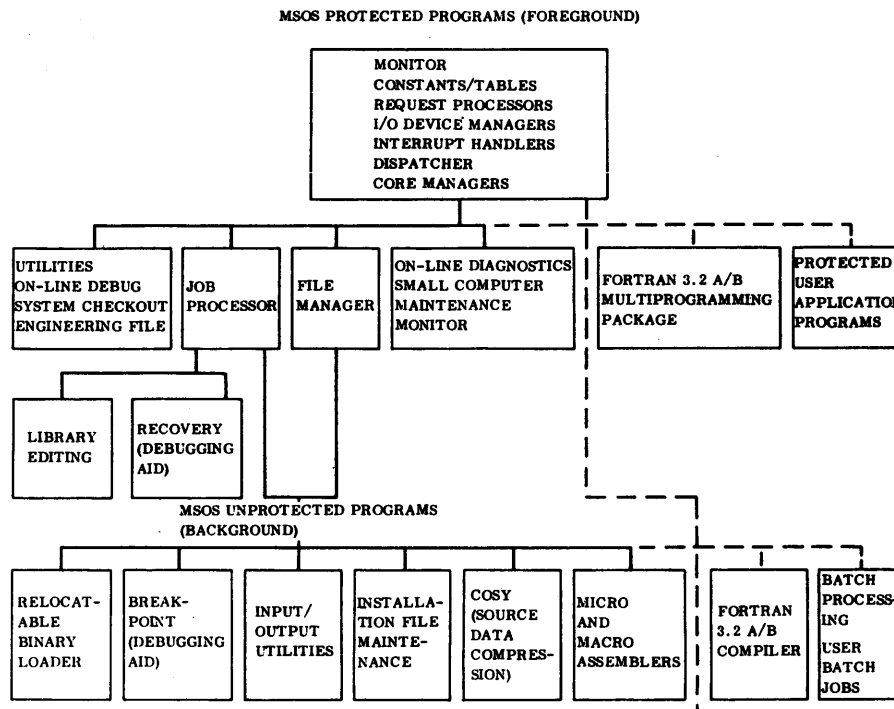 MSOS PROTECTED PROGRAMS (FOREGROUND)
MONITOR
CONSTANTS/TABLES
REQUEST PROCESSORS
I/O DEVICE MANAGERS
INTERRUPT HANDLERS
DISPATCHER
CORE MANAGERS
UTILITIES
ON-LINE DEBUG
SYSTEM CHECKOUT
ENGINEERING FILE
JOB
PROCESSOR
FILE
MANAGER
ON-LINE DIAGNOSTICS
SMALL COMPUTER
MAINTENANCE
MONITOR
FORTRAN 3.2 A/B
MULTIPROGRAMMING
PACKAGE
PROTECTED
USER
APPLICATION
PROGRAMS
LIBRARY
EDITING
RECOVERY
(DEBUGGING
AID)
MSOS UNPROTECTED PROGRAMS
(BACKGROUND)
RELOCAT-
ABLE
BINARY
LOADER
BREAK-
POINT
(DEBUGGING
AID)
INPUT/
OUTPUT
UTILITIES
INSTALLA-
TION FILE
MAINTE-
NANCE
COSY
(SOURCE
DATA
COMPRES-
SION)
MICRO
AND
MACRO
ASSEMBLERS
FORTRAN
3.2 A/B
COMPILER
BATCH
PROCESS-
ING
USER
BATCH
JOBS